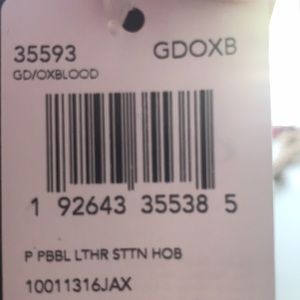 35593 GDOXB
GD/OXBLOOD
1 92643 35538 5
P PBBL LTHR STTN HOB
10011316JAX